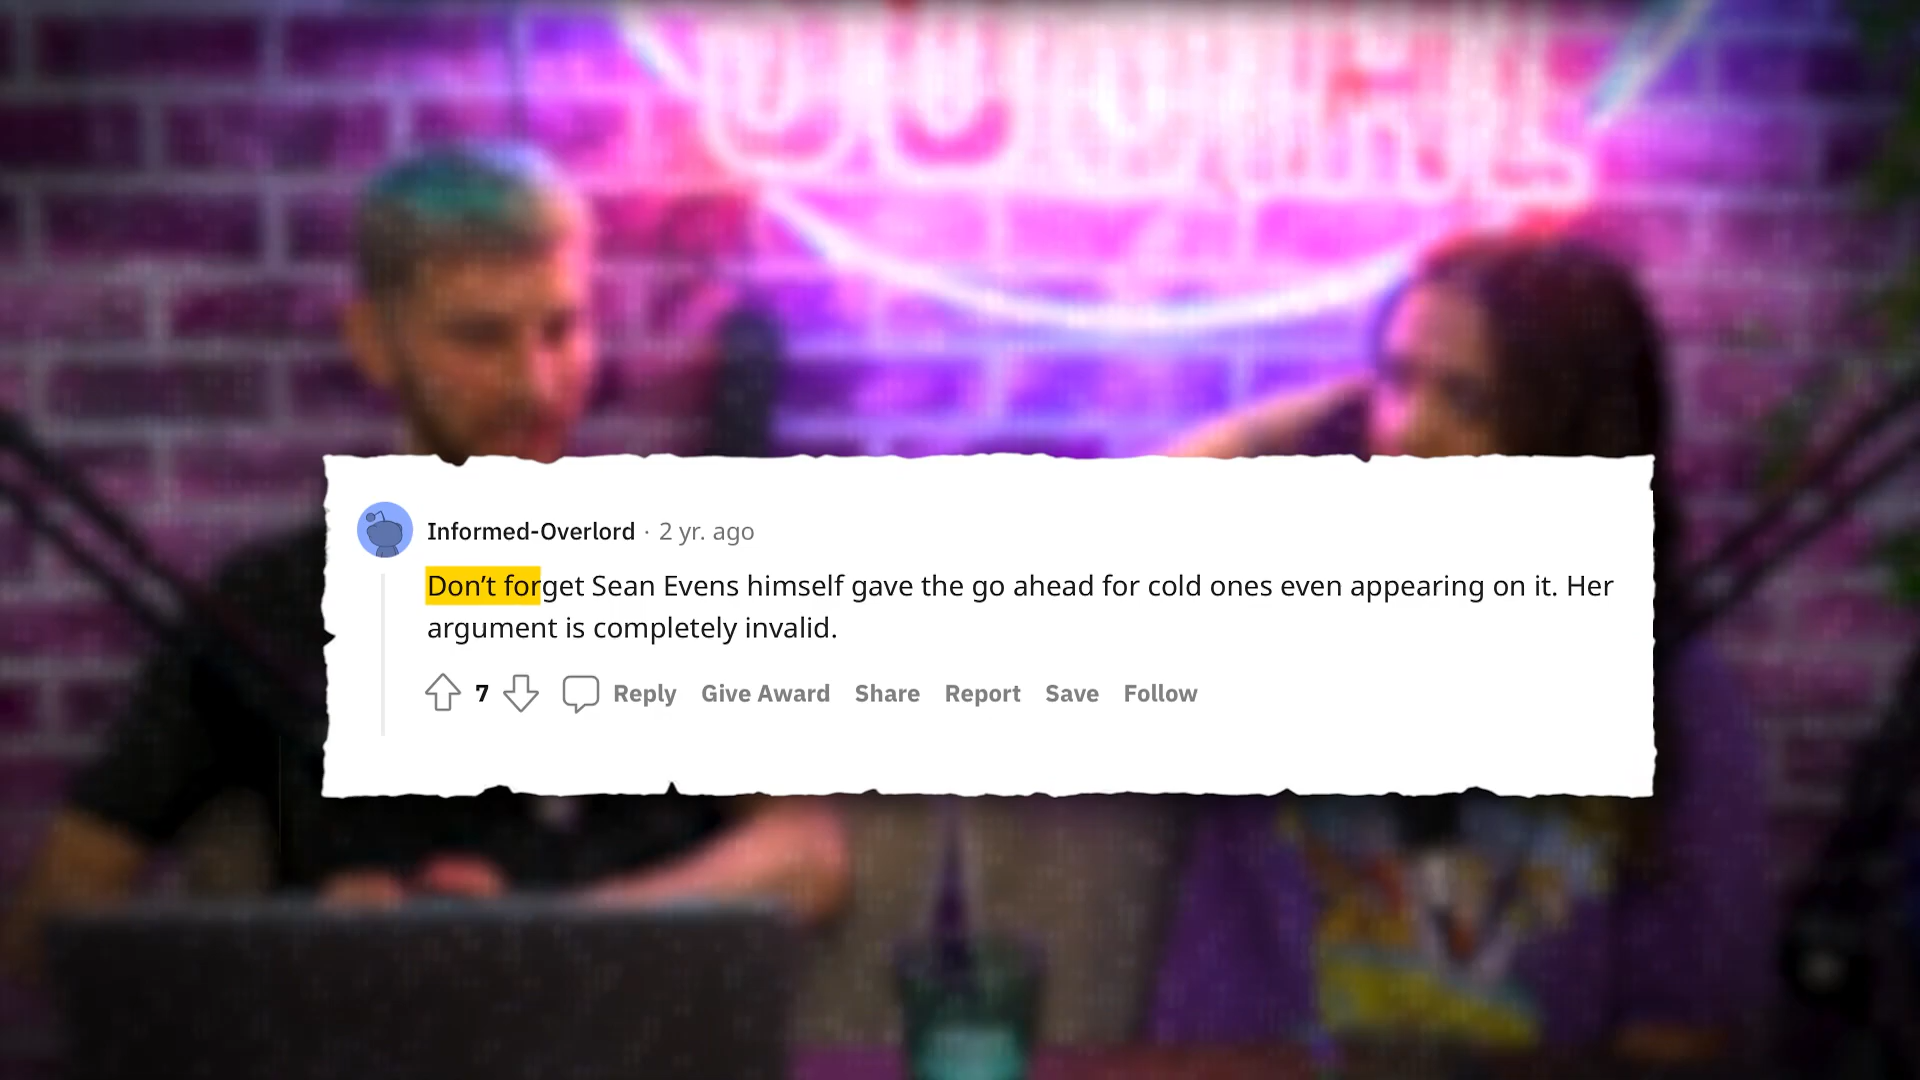 Informed-Overlord · 2 yr. ago
Don’t forget Sean Evens himself gave the go ahead for cold ones even appearing on it. Her
argument is completely invalid.
7 Reply Give Award Share Report Save Follow